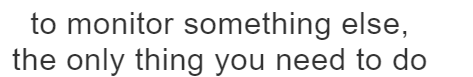 to monitor something else,
the only thing you need to do